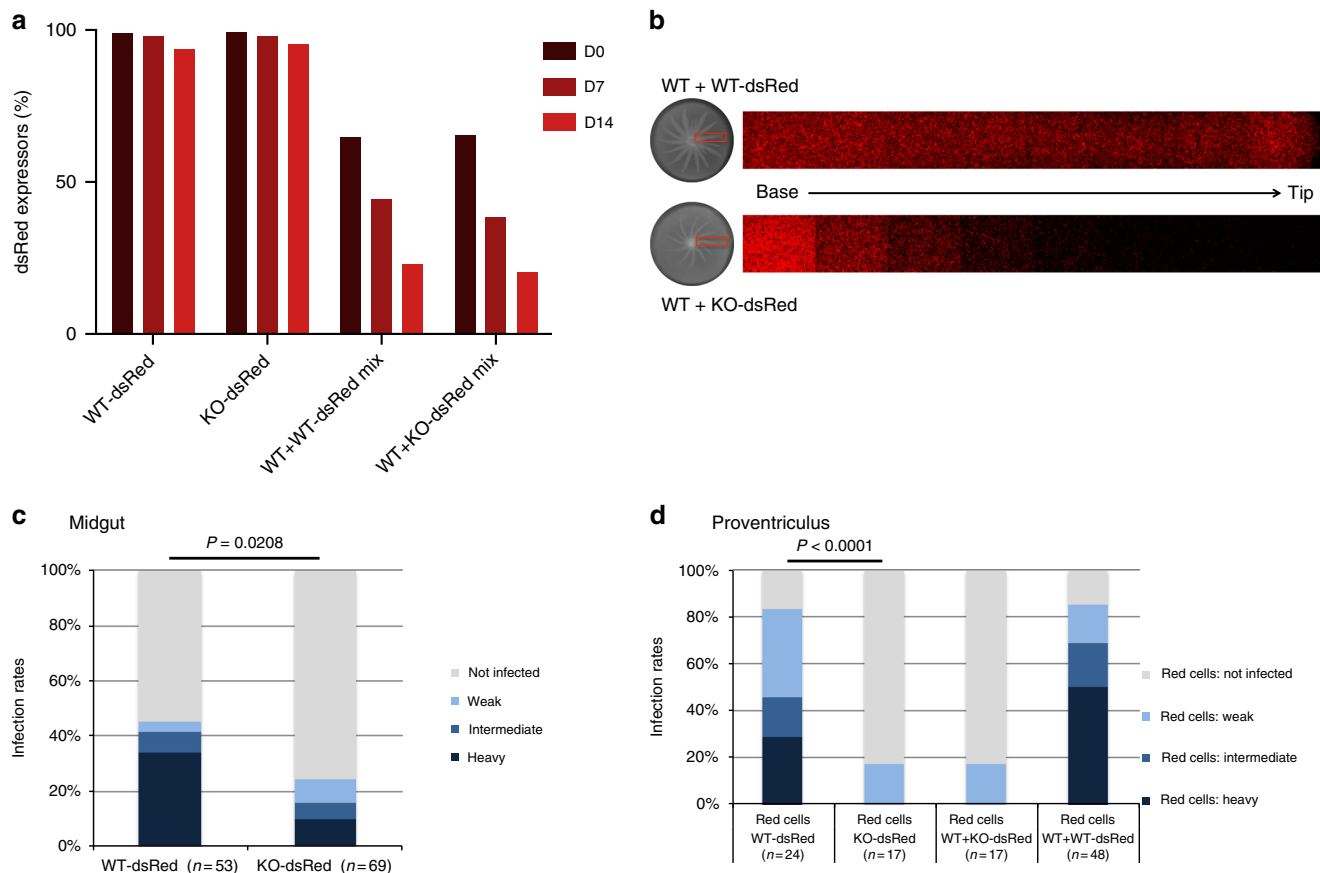 a
dsRed expressors (%)
100
50
0
D0
D7
D14
WT-dsRed
KO-dsRed
WT+WT-dsRed mix
WT+KO-dsRed mix
b
WT + WT-dsRed
Base
Tip
WT + KO-dsRed
c
Midgut
P = 0.0208
Infection rates
100%
80%
60%
40%
20%
0%
WT-dsRed (n=53)
KO-dsRed (n=69)
Not infected
Weak
Intermediate
Heavy
d
Proventriculus
P < 0.0001
Infection rates
100%
80%
60%
40%
20%
0%
Red cells
WT-dsRed
(n=24)
Red cells
KO-dsRed
(n=17)
Red cells
WT+KO-dsRed
(n=17)
Red cells
WT+WT-dsRed
(n=48)
Red cells: not infected
Red cells: weak
Red cells: intermediate
Red cells: heavy